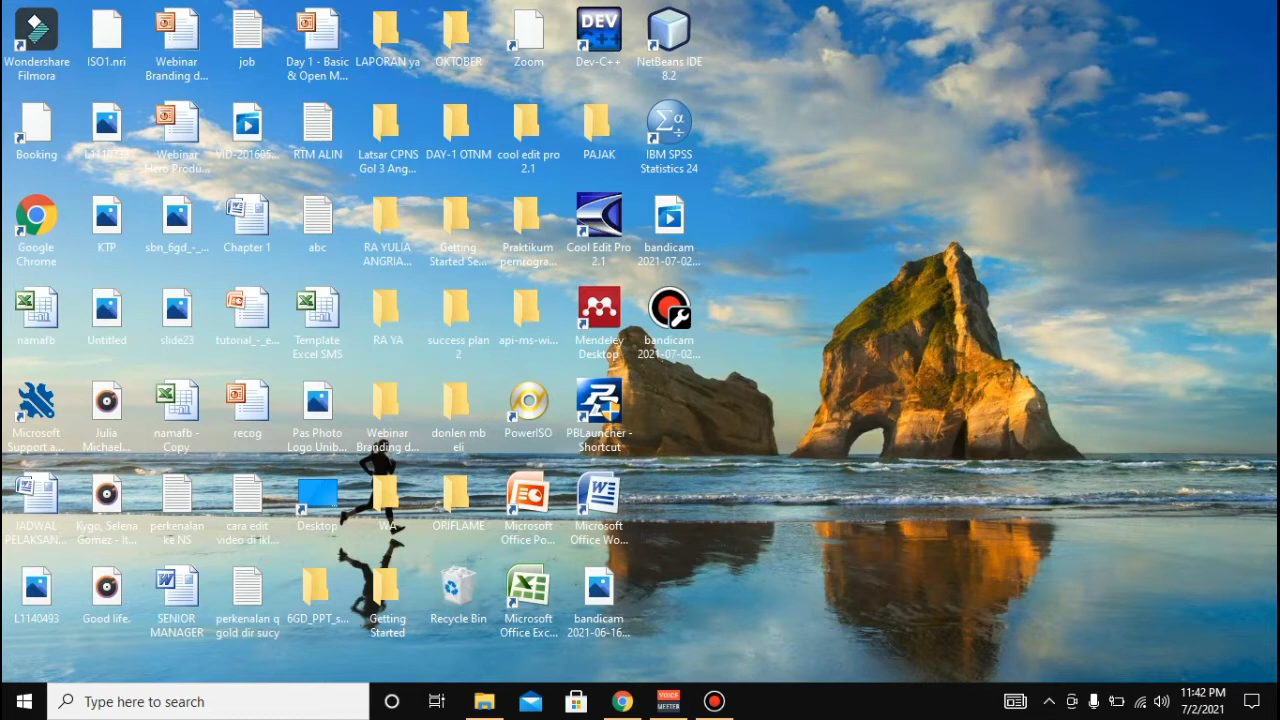 Wondershare
Filmora
ISO1.nri
Webinar
Branding d...
job
Day 1 - Basic
& Open M...
LAPORAN ya
OKTOBER
Zoom
DEV
C++
Dev-C++
NetBeans IDE
8.2
Booking
Webinar
Hero Produ...
VID-201605...
RTM ALIN
Latsar CPNS
Gol 3 Ang...
DAY-1 OTNM
cool edit pro
2.1
PAJAK
Σα
÷
IBM SPSS
Statistics 24
Google
Chrome
KTP
sbn_6gd_-_...
Chapter 1
abc
RA YULIA
ANGRIA...
Getting
Started Se...
Praktikum
pemrogra...
Cool Edit Pro
2.1
bandicam
2021-07-02...
namafb
Untitled
slide23
tutorial_-_e...
Template
Excel SMS
RA YA
success plan
2
api-ms-wi...
Mendeley
Desktop
bandicam
2021-07-02...
Microsoft
Support a...
Julia
Michael...
namafb -
Copy
recog
Pas Photo
Logo Unib...
Webinar
Branding d...
donlen mb
eli
PowerISO
PBLauncher -
Shortcut
JADWAL
PELAKSAN...
Kygo, Selena
Gomez - It...
perkenalan
ke NS
cara edit
video di ikl...
Desktop
WA
ORIFLAME
Microsoft
Office Po...
Microsoft
Office Wo...
L1140493
Good life.
SENIOR
MANAGER
perkenalan q
gold dir sucy
6GD_PPT_s...
Getting
Started
Recycle Bin
Microsoft
Office Exc...
bandicam
2021-06-16...
Type here to search
VOICE
MEETER
11:42 PM
7/2/2021